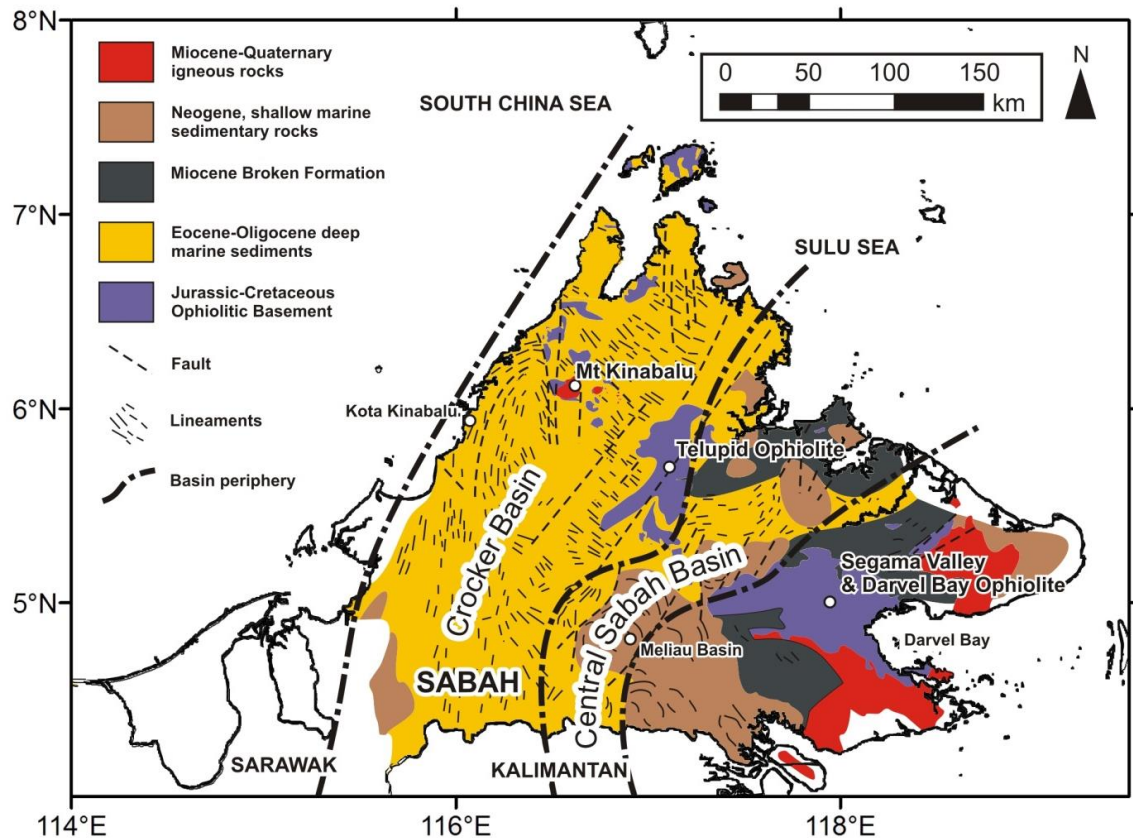 8°N
7°N
6°N
5°N
114°E
116°E
118°E
Miocene-Quaternary
igneous rocks
Neogene, shallow marine
sedimentary rocks
Miocene Broken Formation
Eocene-Oligocene deep
marine sediments
Jurassic-Cretaceous
Ophiolitic Basement
Fault
Lineaments
Basin periphery
0 50 100 150
km
N
SOUTH CHINA SEA
SULU SEA
Mt Kinabalu
Kota Kinabalu
Telupid Ophiolite
Crocker Basin
Central Sabah Basin
Segama Valley
& Darvel Bay Ophiolite
Darvel Bay
Meliau Basin
SABAH
SARAWAK
KALIMANTAN